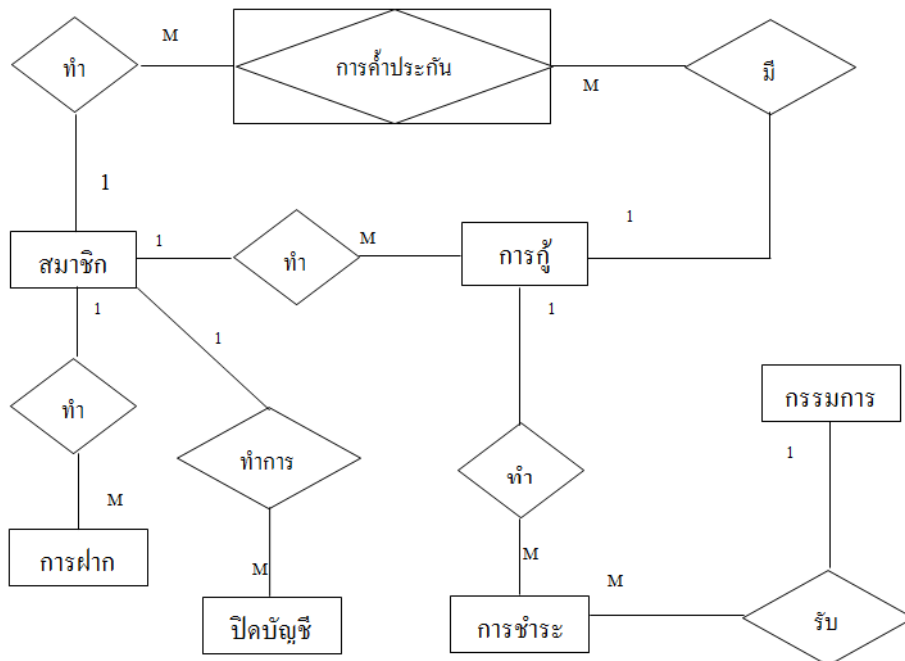 M
ทำ
การค้ำประกัน
มี
M
1
1
M
1
สมาชิก
ทำ
การกู้
1
1
1
ทำ
กรรมการ
ทำการ
1
ทำ
M
การฝาก
M
M
M
ปิดบัญชี
การชำระ
รับ